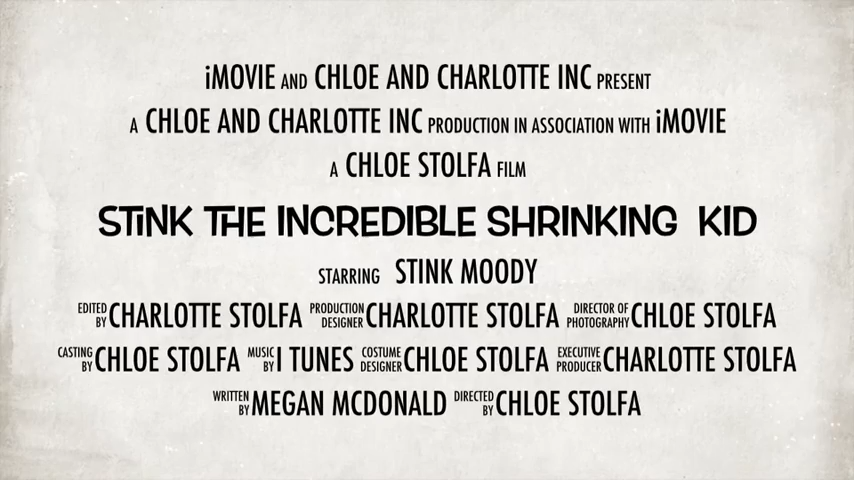 iMOVIE AND CHLOE AND CHARLOTTE INC PRESENT
A CHLOE AND CHARLOTTE INC PRODUCTION IN ASSOCIATION WITH iMOVIE
A CHLOE STOLFA FILM
STINK THE INCREDIBLE SHRINKING KID
STARRING STINK MOODY
EDITED BY CHARLOTTE STOLFA PRODUCTION DESIGNER CHARLOTTE STOLFA DIRECTOR OF PHOTOGRAPHY CHLOE STOLFA
CASTING BY CHLOE STOLFA MUSIC BY I TUNES COSTUME DESIGNER CHLOE STOLFA EXECUTIVE PRODUCER CHARLOTTE STOLFA
WRITTEN BY MEGAN MCDONALD DIRECTED BY CHLOE STOLFA